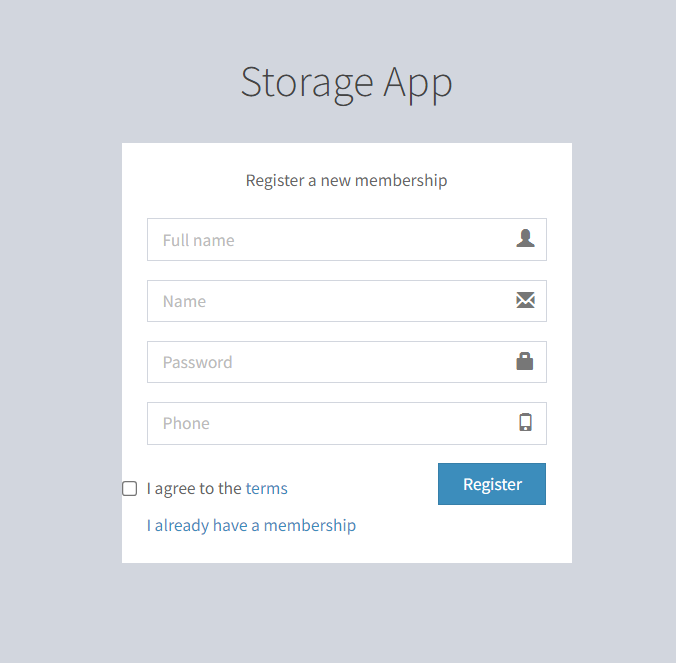 Storage App
Register a new membership
Full name
Name
Password
Phone
I agree to the terms
Register
I already have a membership